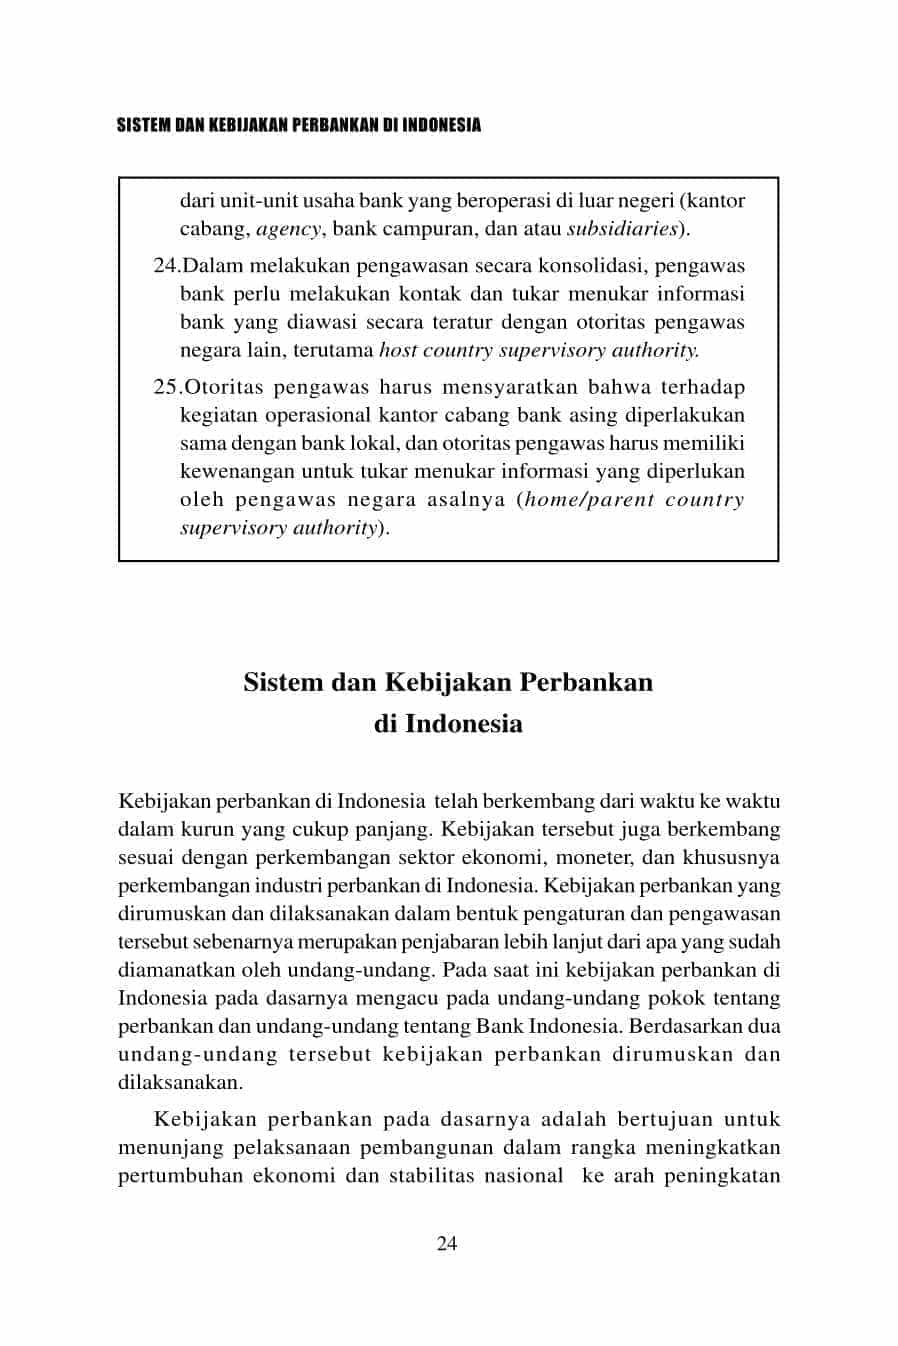 SISTEM DAN KEBIJAKAN PERBANKAN DI INDONESIA
dari unit-unit usaha bank yang beroperasi di luar negeri (kantor
cabang, agency, bank campuran, dan atau subsidiaries).
24.Dalam melakukan pengawasan secara konsolidasi, pengawas
bank perlu melakukan kontak dan tukar menukar informasi
bank yang diawasi secara teratur dengan otoritas pengawas
negara lain, terutama host country supervisory authority.
25.Otoritas pengawas harus mensyaratkan bahwa terhadap
kegiatan operasional kantor cabang bank asing diperlakukan
sama dengan bank lokal, dan otoritas pengawas harus memiliki
kewenangan untuk tukar menukar informasi yang diperlukan
oleh pengawas negara asalnya (home/parent country
supervisory authority).
Sistem dan Kebijakan Perbankan
di Indonesia
Kebijakan perbankan di Indonesia telah berkembang dari waktu ke waktu
dalam kurun yang cukup panjang. Kebijakan tersebut juga berkembang
sesuai dengan perkembangan sektor ekonomi, moneter, dan khususnya
perkembangan industri perbankan di Indonesia. Kebijakan perbankan yang
dirumuskan dan dilaksanakan dalam bentuk pengaturan dan pengawasan
tersebut sebenarnya merupakan penjabaran lebih lanjut dari apa yang sudah
diamanatkan oleh undang-undang. Pada saat ini kebijakan perbankan di
Indonesia pada dasarnya mengacu pada undang-undang pokok tentang
perbankan dan undang-undang tentang Bank Indonesia. Berdasarkan dua
undang-undang tersebut kebijakan perbankan dirumuskan dan
dilaksanakan.
Kebijakan perbankan pada dasarnya adalah bertujuan untuk
menunjang pelaksanaan pembangunan dalam rangka meningkatkan
pertumbuhan ekonomi dan stabilitas nasional ke arah peningkatan
24